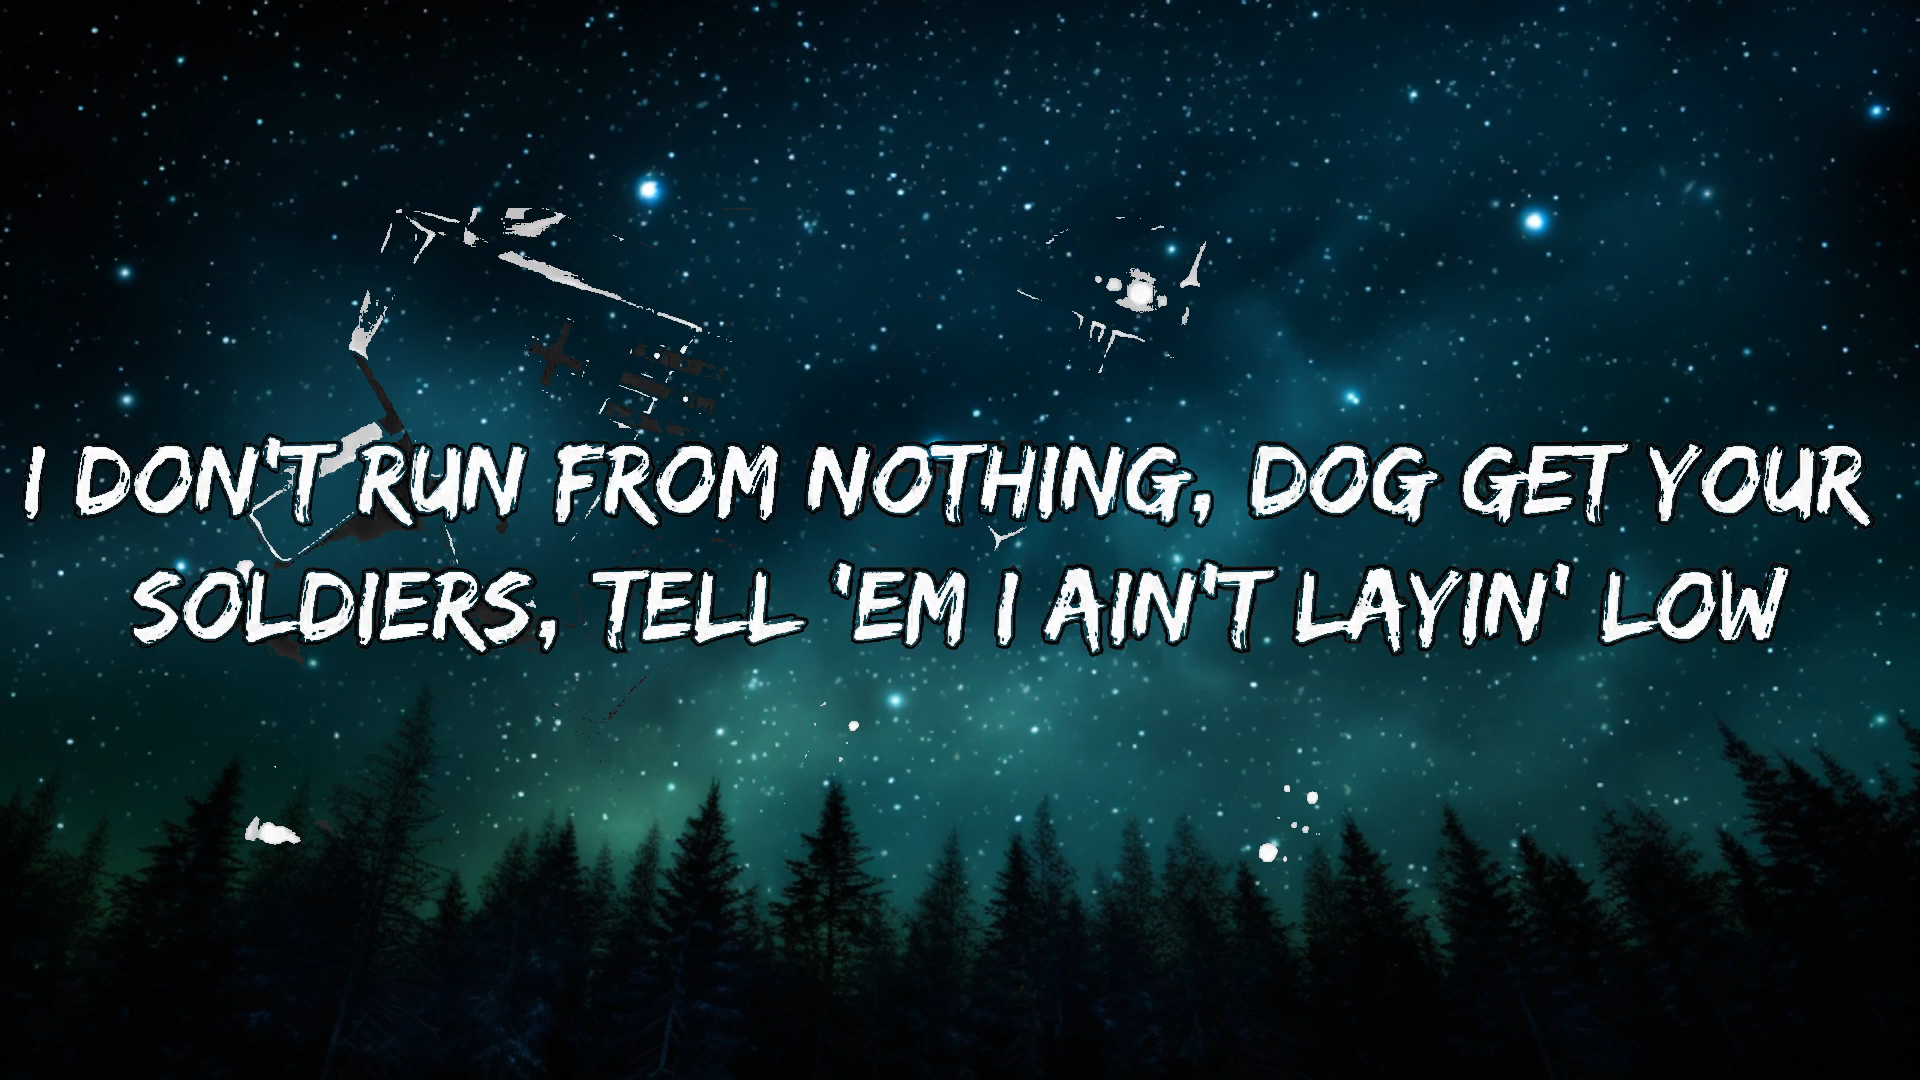 I DON'T RUN FROM NOTHING, DOG GET YOUR
SOLDIERS, TELL 'EM I AIN'T LAYIN' LOW